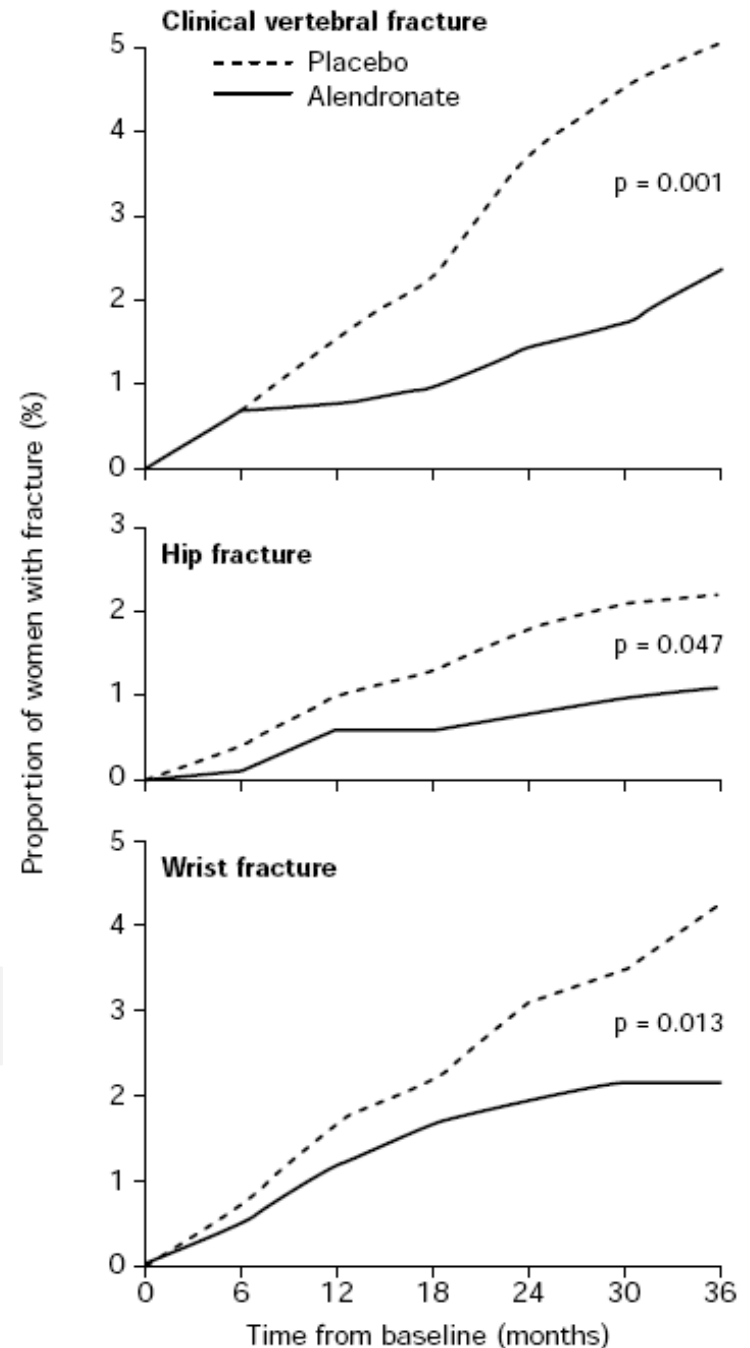 Clinical vertebral fracture
Placebo
Alendronate
5
4
3
2
1
0
p = 0.001
Proportion of women with fracture (%)
Hip fracture
3
2
1
0
p = 0.047
Wrist fracture
5
4
3
2
1
0
p = 0.013
0 6 12 18 24 30 36
Time from baseline (months)